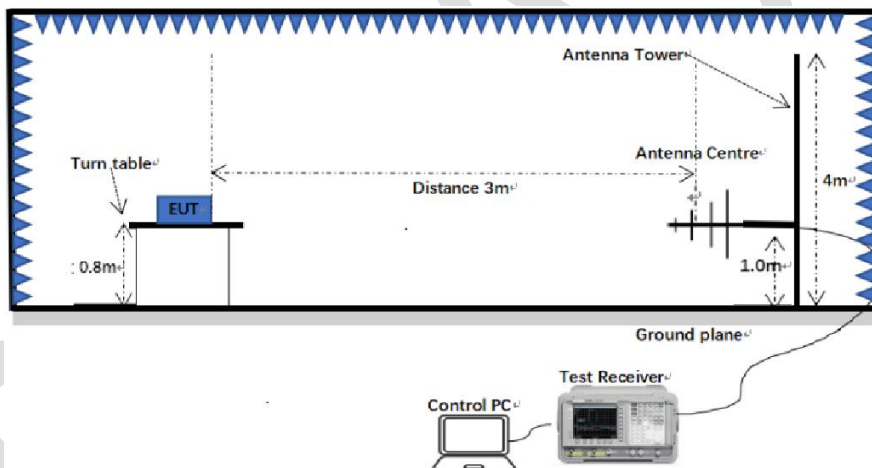 Antenna Tower
Antenna Centre
Turn table
Distance 3m
4m
EUT
0.8m
1.0m
Ground plane
Test Receiver
Control PC